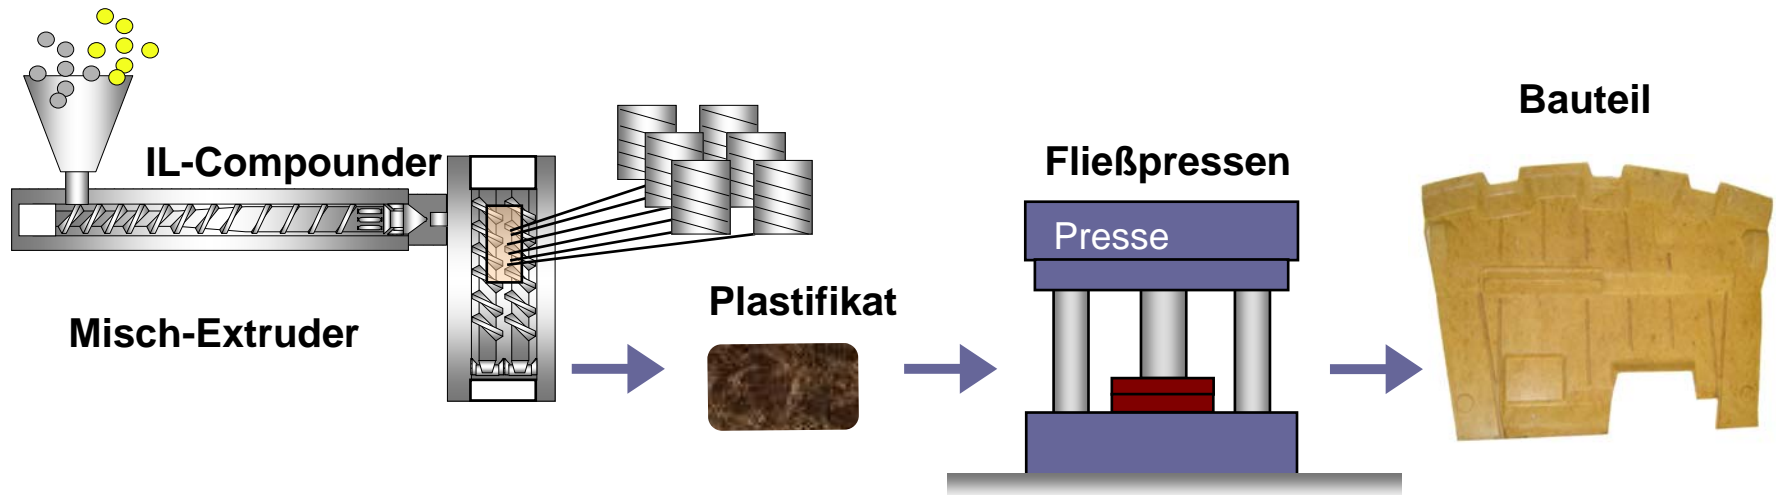 IL-Compounder
Misch-Extruder
Plastifikat
Fließpressen
Presse
Bauteil